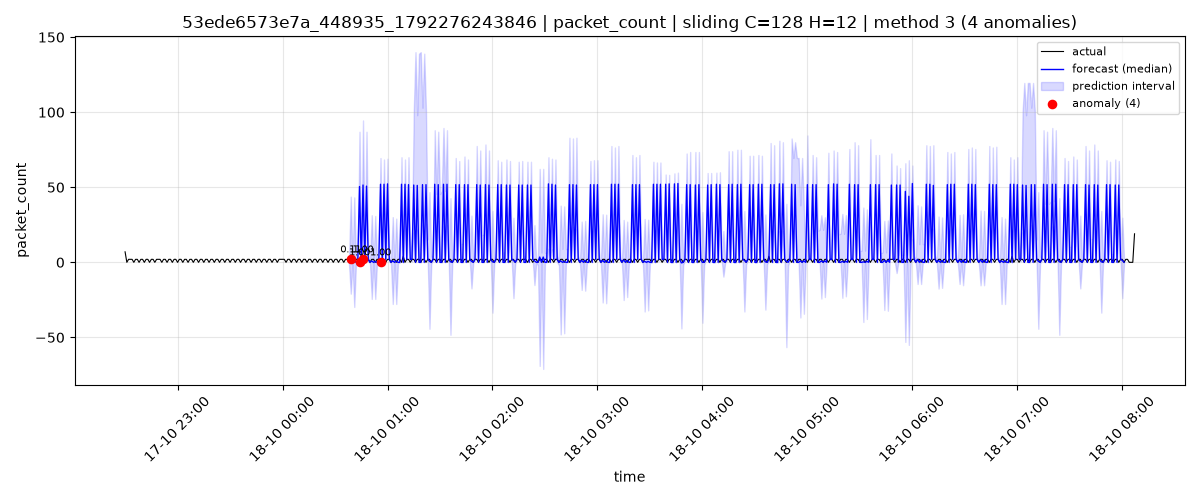 53ede6573e7a_448935_1792276243846 | packet_count | sliding C=128 H=12 | method 3 (4 anomalies)
actual
forecast (median)
prediction interval
anomaly (4)
150
100
50
0
−50
packet_count
17-10 23:00
18-10 00:00
18-10 01:00
18-10 02:00
18-10 03:00
18-10 04:00
18-10 05:00
18-10 06:00
18-10 07:00
18-10 08:00
time